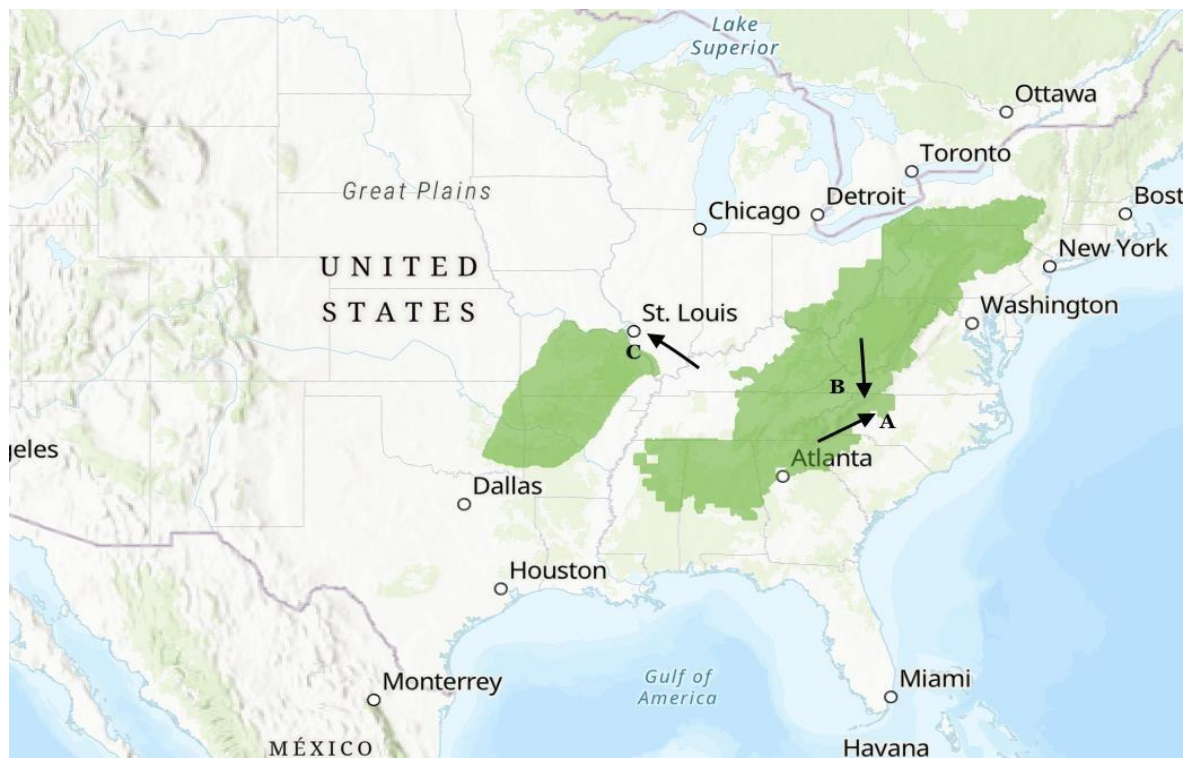 Lake
Superior
Ottawa
Toronto
Great Plains
Chicago
Detroit
Bost
New York
UNITED
STATES
St. Louis
Washington
C
B
A
geles
Atlanta
Dallas
Houston
Monterrey
Gulf of
America
Miami
MÉXICO
Havana